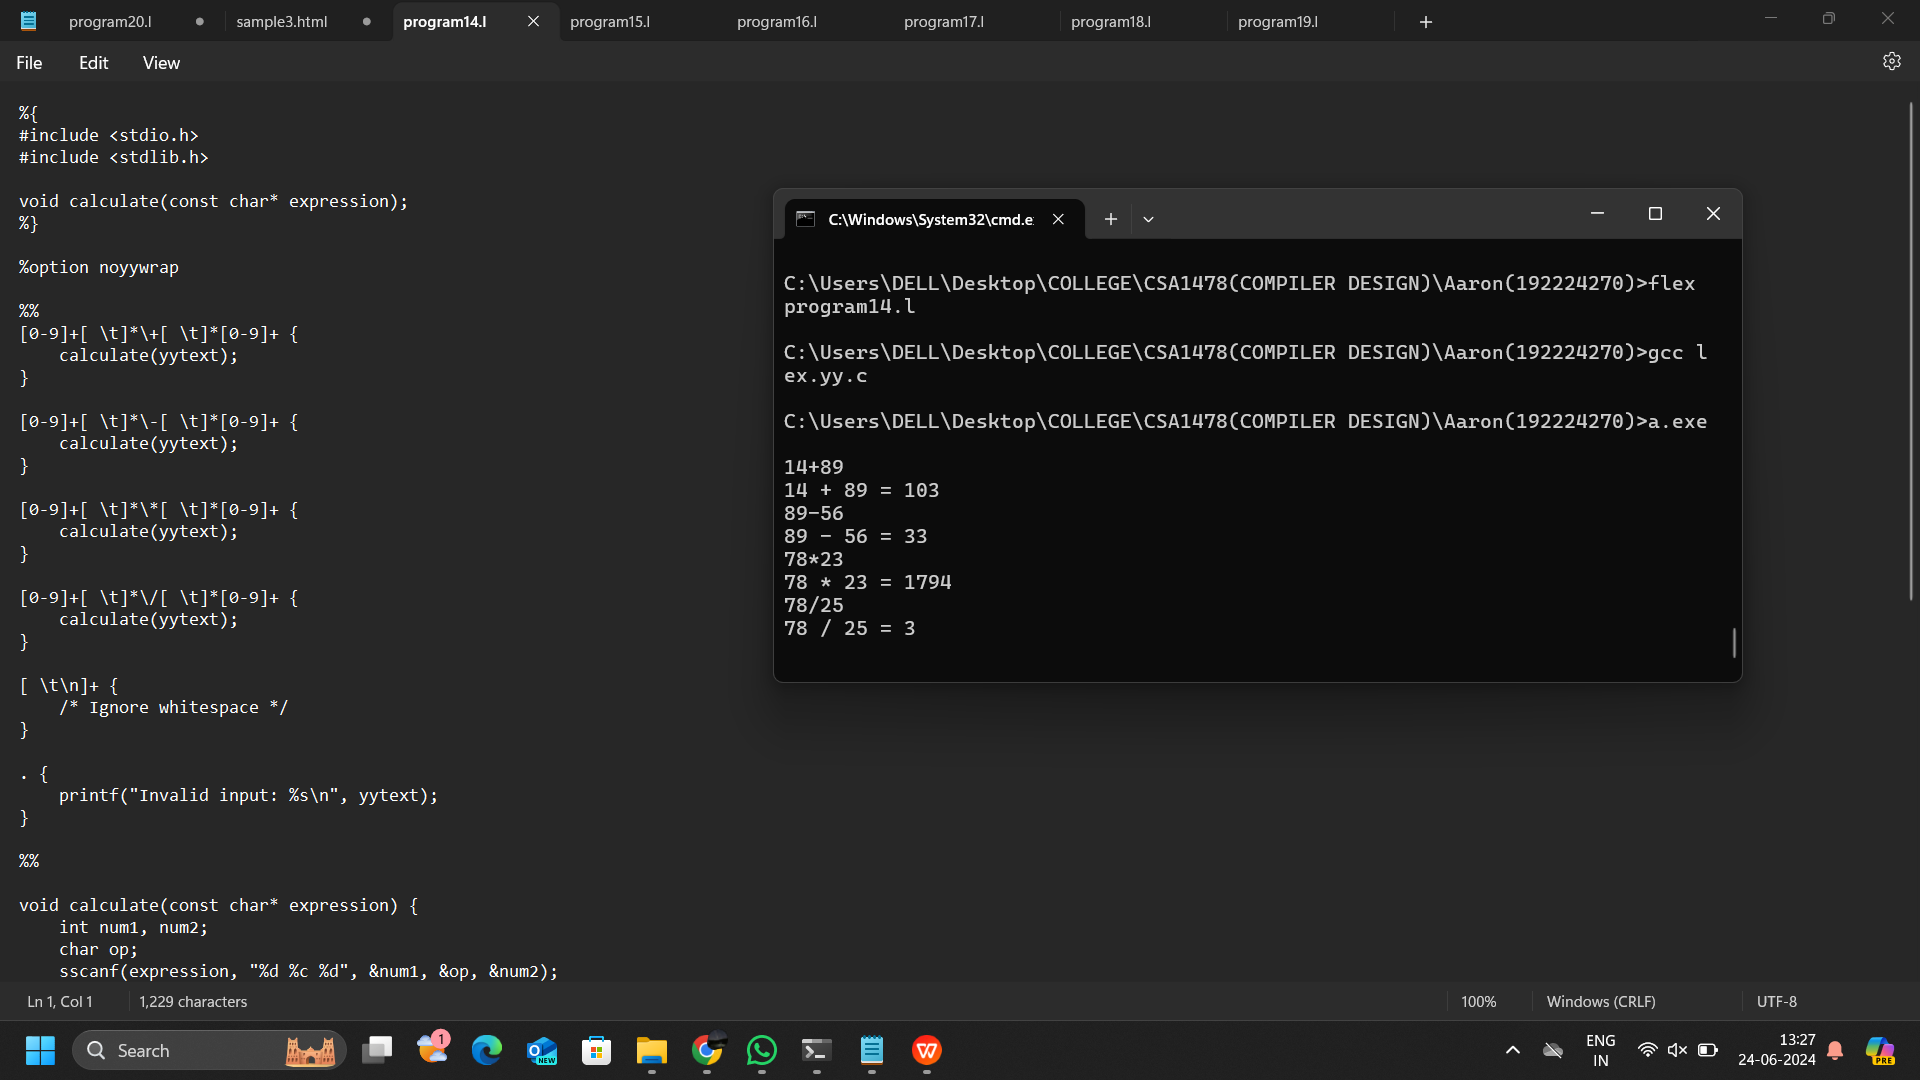 program20.l
sample3.html
program14.l
program15.l
program16.l
program17.l
program18.l
program19.l
File Edit View
%{
#include <stdio.h>
#include <stdlib.h>
void calculate(const char* expression);
%}
%option noyywrap
%%
[0-9]+[ \t]*\+[ \t]*[0-9]+ {
    calculate(yytext);
}
[0-9]+[ \t]*\-[ \t]*[0-9]+ {
    calculate(yytext);
}
[0-9]+[ \t]*\*[ \t]*[0-9]+ {
    calculate(yytext);
}
[0-9]+[ \t]*\/[ \t]*[0-9]+ {
    calculate(yytext);
}
[ \t\n]+ {
    /* Ignore whitespace */
}
. {
    printf("Invalid input: %s\n", yytext);
}
%%
void calculate(const char* expression) {
    int num1, num2;
    char op;
    sscanf(expression, "%d %c %d", &num1, &op, &num2);
C:\Windows\System32\cmd.e
C:\Users\DELL\Desktop\COLLEGE\CSA1478(COMPILER DESIGN)\Aaron(192224270)>flex
program14.l
C:\Users\DELL\Desktop\COLLEGE\CSA1478(COMPILER DESIGN)\Aaron(192224270)>gcc l
ex.yy.c
C:\Users\DELL\Desktop\COLLEGE\CSA1478(COMPILER DESIGN)\Aaron(192224270)>a.exe
14+89
14 + 89 = 103
89-56
89 - 56 = 33
78*23
78 * 23 = 1794
78/25
78 / 25 = 3
Ln 1, Col 1
1,229 characters
100%
Windows (CRLF)
UTF-8
Search
1
NEW
ENG
IN
13:27
24-06-2024
PRE